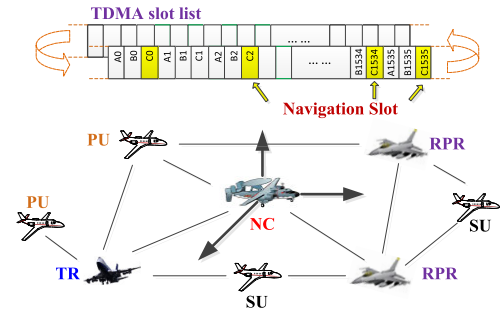 TDMA slot list
... ...
A0 B0 C0 A1 B1 C1 A2 B2 C2 ... ... B1534 C1534 A1535 B1535 C1535
Navigation Slot
PU
RPR
PU
NC
SU
TR
SU
RPR